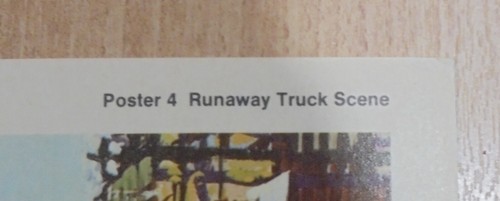 Poster 4 Runaway Truck Scene